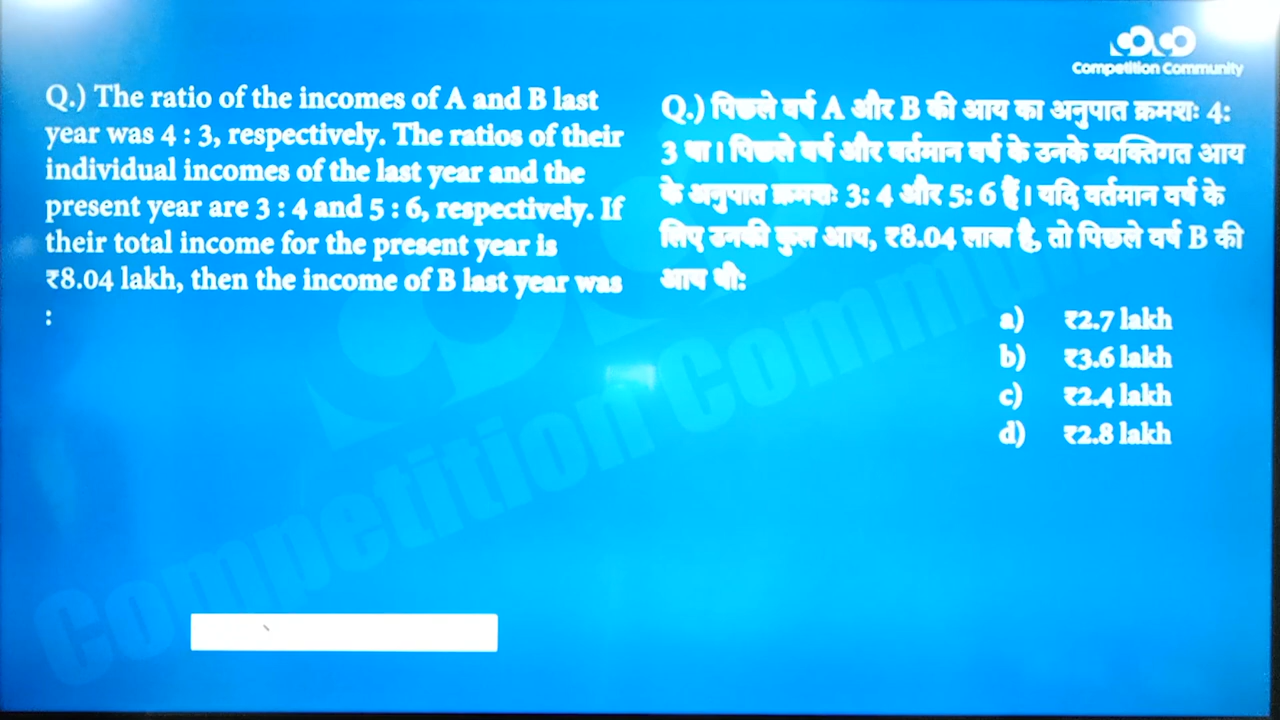 Competition Community
Q.) The ratio of the incomes of A and B last
year was 4 : 3, respectively. The ratios of their
individual incomes of the last year and the
present year are 3 : 4 and 5 : 6, respectively. If
their total income for the present year is
₹8.04 lakh, then the income of B last year was
:
Q.) पिछले वर्ष A और B की आय का अनुपात क्रमशः 4:
3 था। पिछले वर्ष और वर्तमान वर्ष के उनके व्यक्तिगत आय
के अनुपात क्रमशः 3: 4 और 5: 6 हैं। यदि वर्तमान वर्ष के
लिए उनकी कुल आय, ₹8.04 लाख है, तो पिछले वर्ष B की
आय थी:
a) ₹2.7 lakh
b) ₹3.6 lakh
c) ₹2.4 lakh
d) ₹2.8 lakh
Competition Community